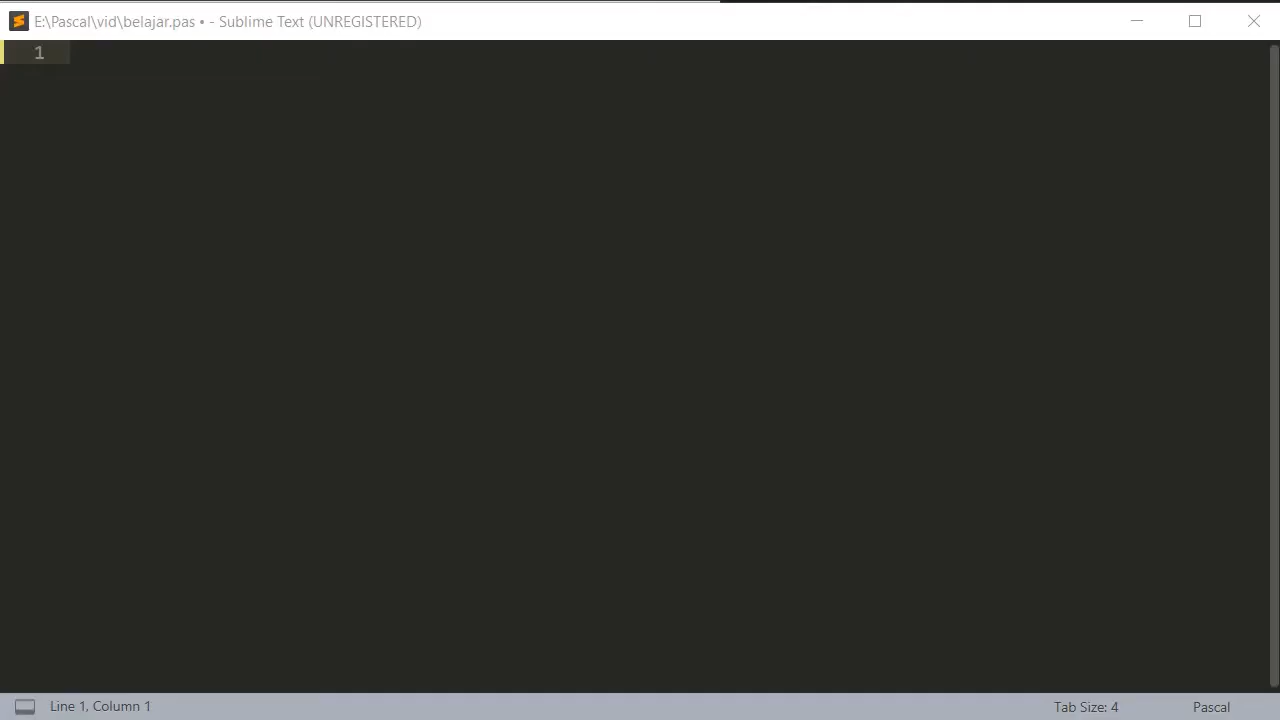 E:\Pascal\vid\belajar.pas • - Sublime Text (UNREGISTERED)
1
Line 1, Column 1
Tab Size: 4
Pascal